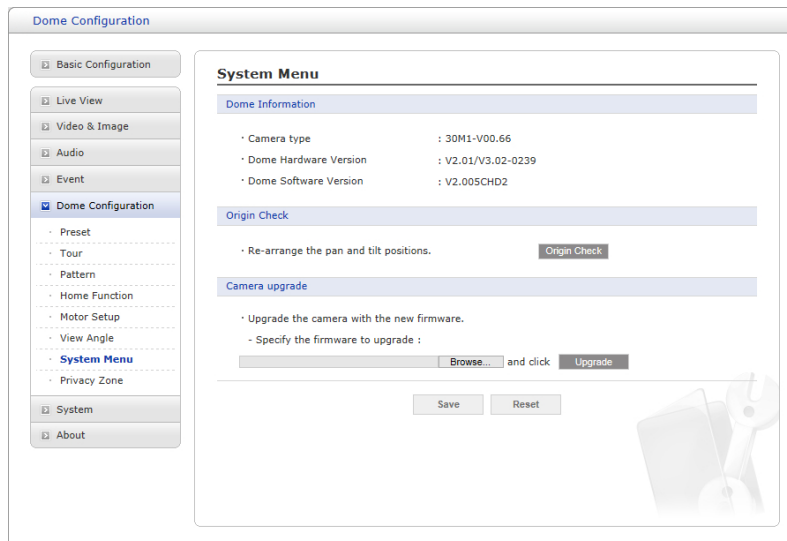 Dome Configuration
Basic Configuration
Live View
Video & Image
Audio
Event
Dome Configuration
· Preset
· Tour
· Pattern
· Home Function
· Motor Setup
· View Angle
· System Menu
· Privacy Zone
System
About
System Menu
Dome Information
· Camera type : 30M1-V00.66
· Dome Hardware Version : V2.01/V3.02-0239
· Dome Software Version : V2.005CHD2
Origin Check
· Re-arrange the pan and tilt positions. Origin Check
Camera upgrade
· Upgrade the camera with the new firmware.
- Specify the firmware to upgrade :
Browse... and click Upgrade
Save Reset